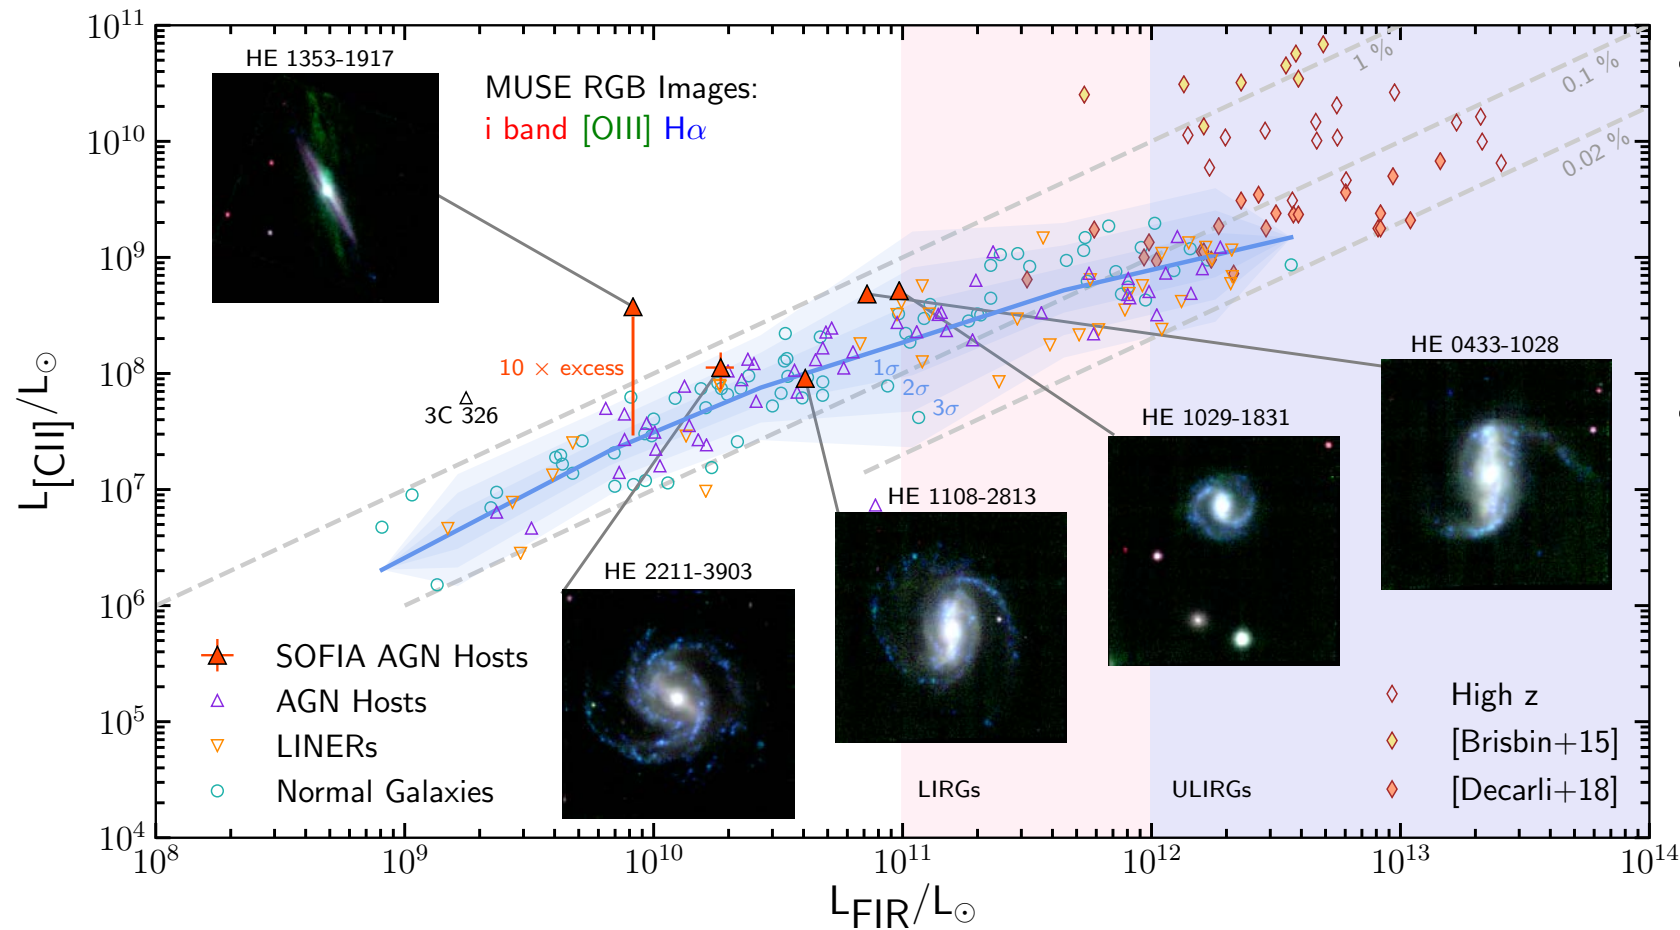 HE 1353-1917
MUSE RGB Images:
i band [OIII] Hα
1 %
0.1 %
0.02 %
10 × excess
3C 326
1σ
2σ
3σ
HE 0433-1028
HE 1029-1831
HE 1108-2813
HE 2211-3903
SOFIA AGN Hosts
AGN Hosts
LINERs
Normal Galaxies
LIRGs
ULIRGs
High z
[Brisbin+15]
[Decarli+18]
L[CII]/L⊙
10^11
10^10
10^9
10^8
10^7
10^6
10^5
10^4
10^8 10^9 10^10 10^11 10^12 10^13 10^14
LFIR/L⊙